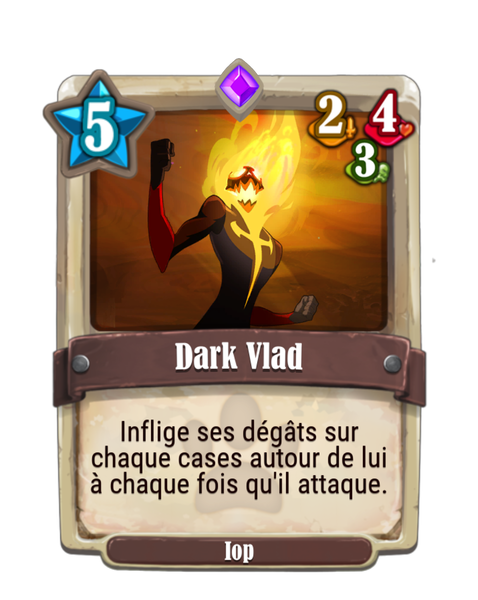 5
2
4
3
Dark Vlad
Inflige ses dégâts sur
chaque cases autour de lui
à chaque fois qu'il attaque.
Iop